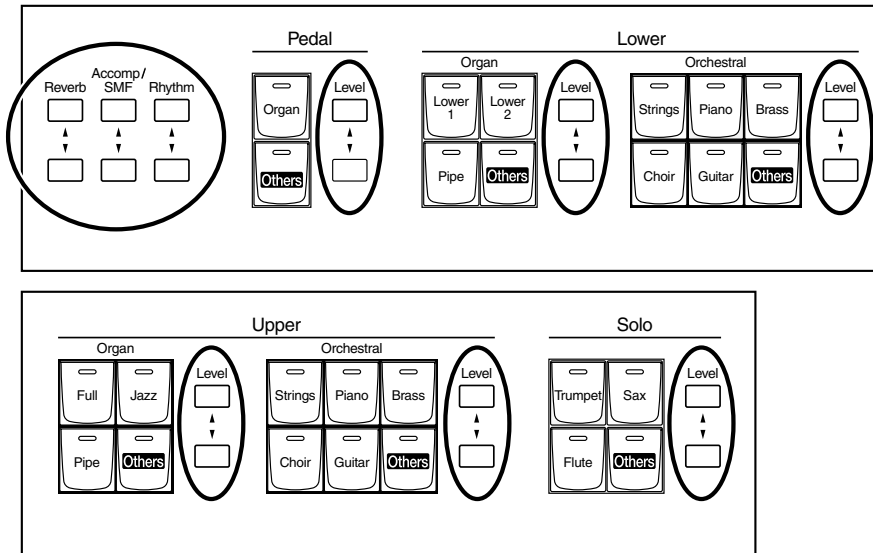 Pedal
Lower
Organ
Orchestral
Reverb
Accomp/
SMF
Rhythm
Organ
Level
Lower
1
Lower
2
Level
Strings
Piano
Brass
Level
Others
Pipe
Others
Choir
Guitar
Others
Upper
Solo
Organ
Orchestral
Full
Jazz
Level
Strings
Piano
Brass
Level
Trumpet
Sax
Level
Pipe
Others
Choir
Guitar
Others
Flute
Others